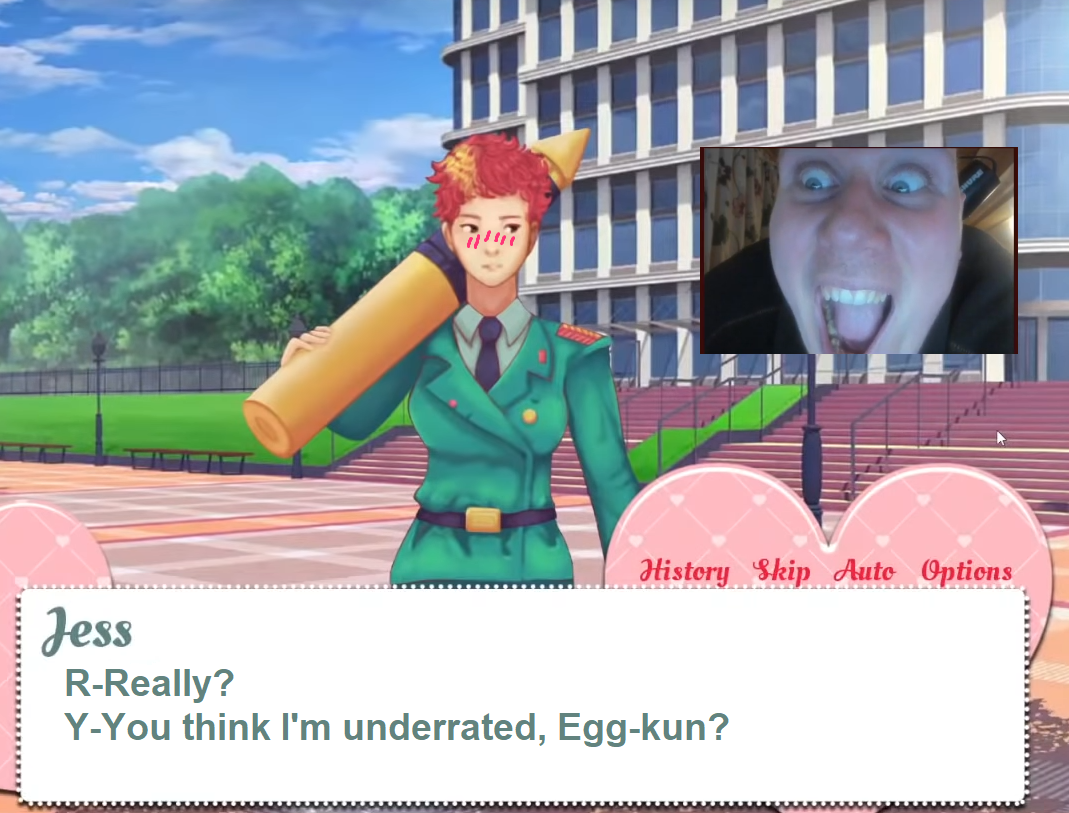 History Skip Auto Options
Jess
R-Really?
Y-You think I'm underrated, Egg-kun?